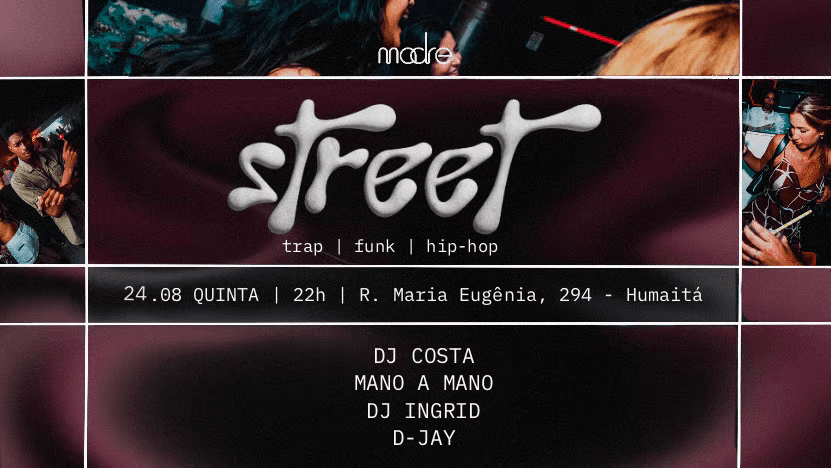 madre
street
trap | funk | hip-hop
24.08 QUINTA | 22h | R. Maria Eugênia, 294 - Humaitá
DJ COSTA
MANO A MANO
DJ INGRID
D-JAY